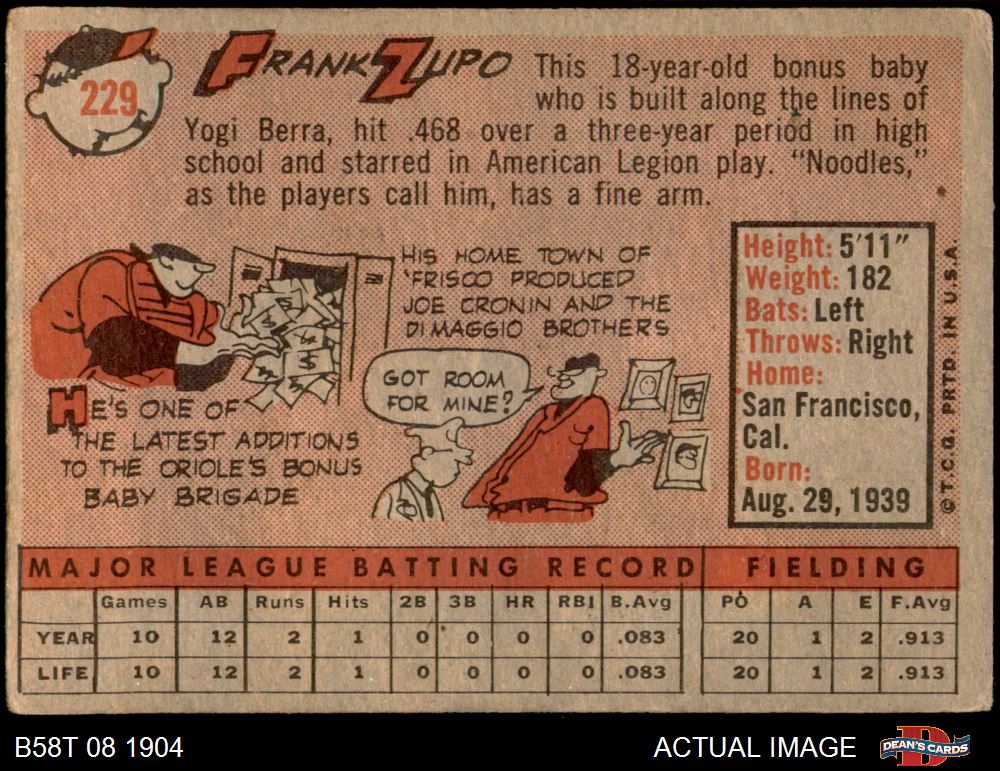 229
FRANK ZUPO
This 18-year-old bonus baby
who is built along the lines of
Yogi Berra, hit .468 over a three-year period in high
school and starred in American Legion play. “Noodles,”
as the players call him, has a fine arm.
HE'S ONE OF
THE LATEST ADDITIONS
TO THE ORIOLE'S BONUS
BABY BRIGADE
HIS HOME TOWN OF
'FRISCO PRODUCED
JOE CRONIN AND THE
DI MAGGIO BROTHERS
GOT ROOM
FOR MINE?
Height: 5'11"
Weight: 182
Bats: Left
Throws: Right
Home:
San Francisco,
Cal.
Born:
Aug. 29, 1939
© T.C.G. PRTD. IN U.S.A.
MAJOR LEAGUE BATTING RECORD FIELDING
Games AB Runs Hits 2B 3B HR RBI B.Avg PO A E F.Avg
YEAR 10 12 2 1 0 0 0 0 .083 20 1 2 .913
LIFE 10 12 2 1 0 0 0 0 .083 20 1 2 .913
B58T 08 1904 ACTUAL IMAGE DEAN'S CARDS